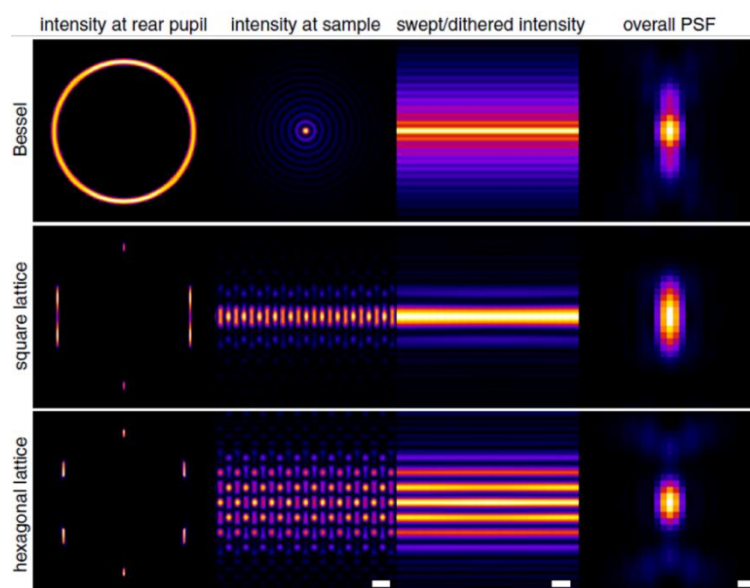 intensity at rear pupil intensity at sample swept/dithered intensity overall PSF
Bessel
square lattice
hexagonal lattice